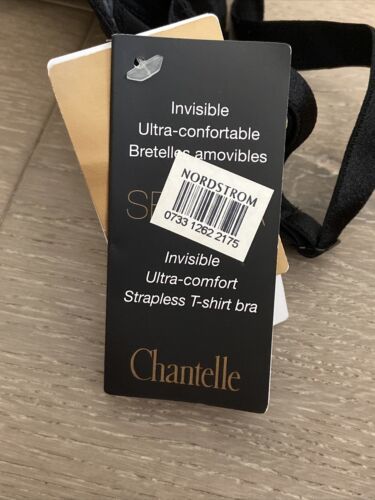 Invisible
Ultra-confortable
Bretelles amovibles
NORDSTROM
0733 1262 2175
Invisible
Ultra-comfort
Strapless T-shirt bra
Chantelle